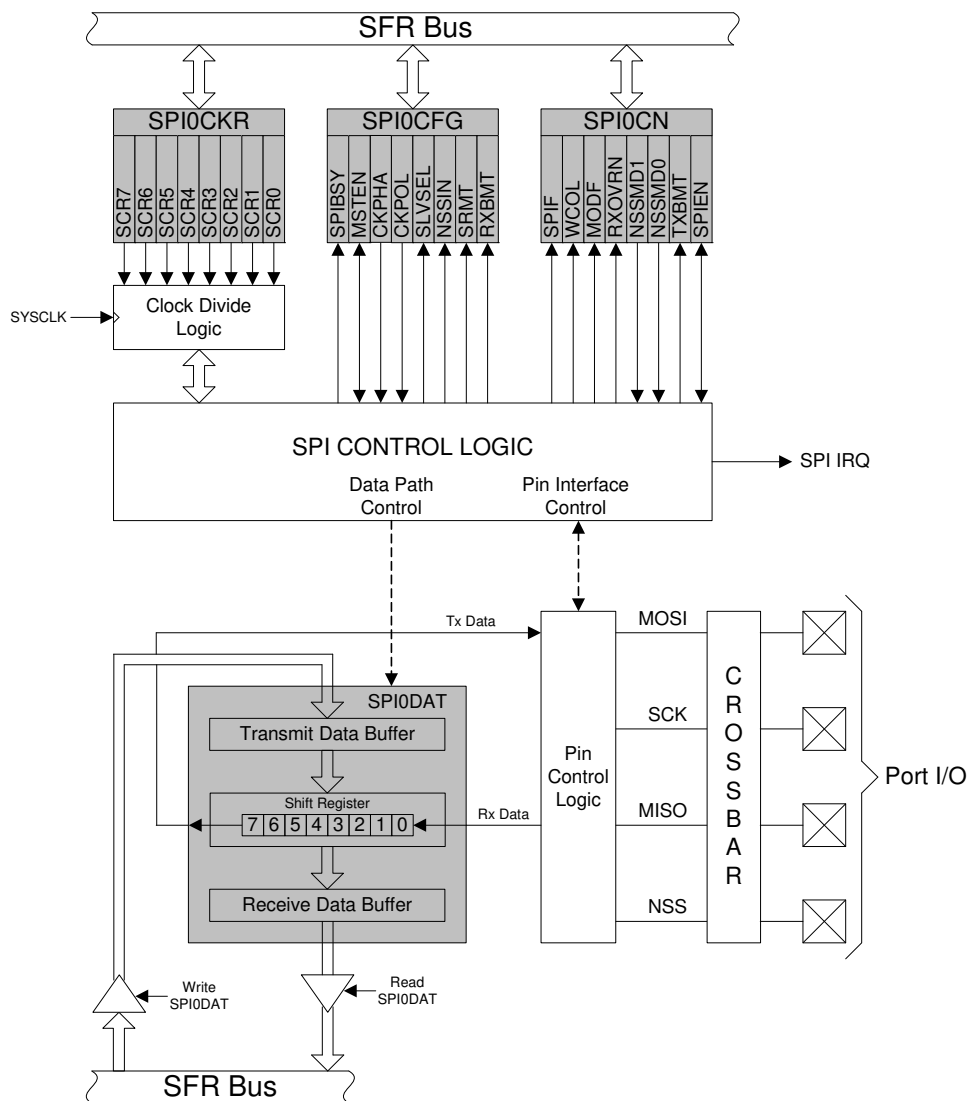 SFR Bus
SPI0CKR
SCR7
SCR6
SCR5
SCR4
SCR3
SCR2
SCR1
SCR0
SPI0CFG
SPIBSY
MSTEN
CKPHA
CKPOL
SLVSEL
NSSIN
SRMT
RXBMT
SPI0CN
SPIF
WCOL
MODF
RXOVRN
NSSMD1
NSSMD0
TXBMT
SPIEN
SYSCLK
Clock Divide
Logic
SPI CONTROL LOGIC
Data Path
Control
Pin Interface
Control
SPI IRQ
Tx Data
SPI0DAT
Transmit Data Buffer
Shift Register
7 6 5 4 3 2 1 0
Rx Data
Receive Data Buffer
Pin
Control
Logic
MOSI
SCK
MISO
NSS
CROSSBAR
Port I/O
Write
SPI0DAT
Read
SPI0DAT
SFR Bus